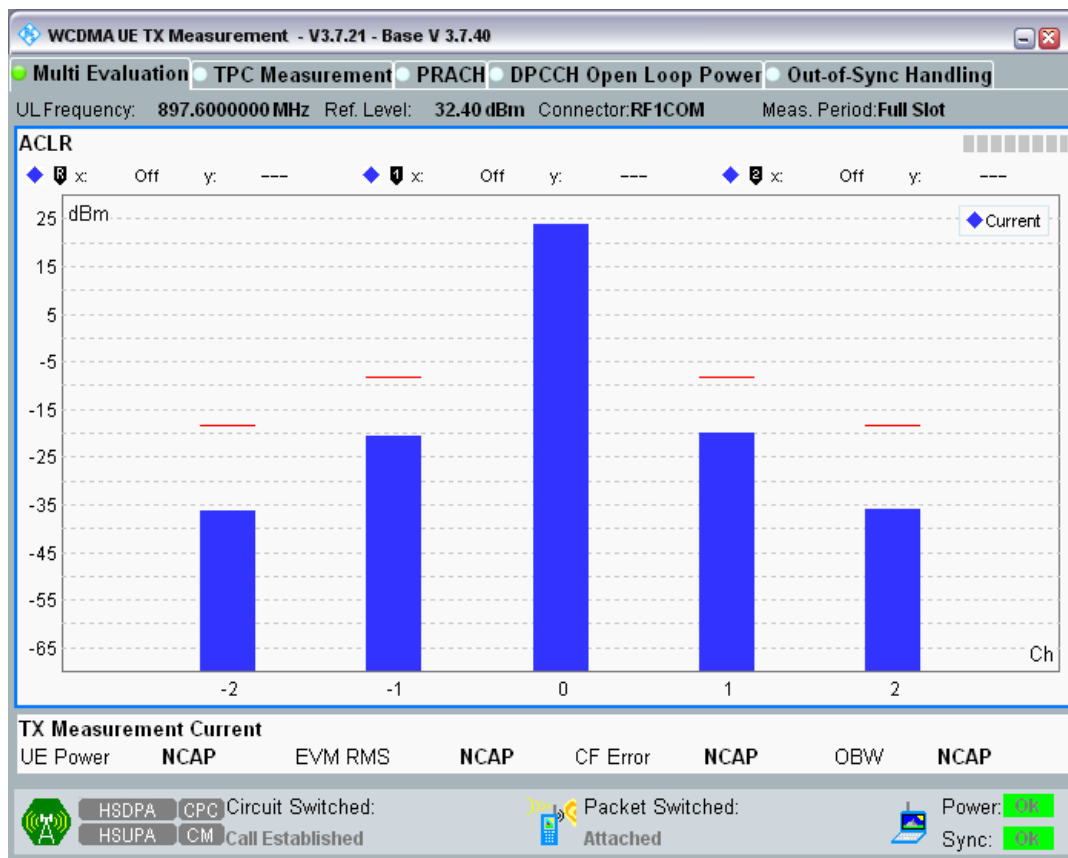 WCDMA UE TX Measurement - V3.7.21 - Base V 3.7.40
Multi Evaluation TPC Measurement PRACH DPCCH Open Loop Power Out-of-Sync Handling
UL Frequency: 897.6000000 MHz Ref. Level: 32.40 dBm Connector:RF1COM Meas. Period:Full Slot
ACLR
R x: Off y: --- 1 x: Off y: --- 2 x: Off y: ---
dBm
Current
25
15
5
-5
-15
-25
-35
-45
-55
-65
Ch
-2 -1 0 1 2
TX Measurement Current
UE Power NCAP EVM RMS NCAP CF Error NCAP OBW NCAP
HSDPA CPC Circuit Switched: Packet Switched: Power: Ok
HSUPA CM Call Established Attached Sync: Ok